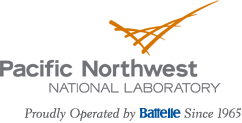 Pacific Northwest
NATIONAL LABORATORY
Proudly Operated by Battelle Since 1965